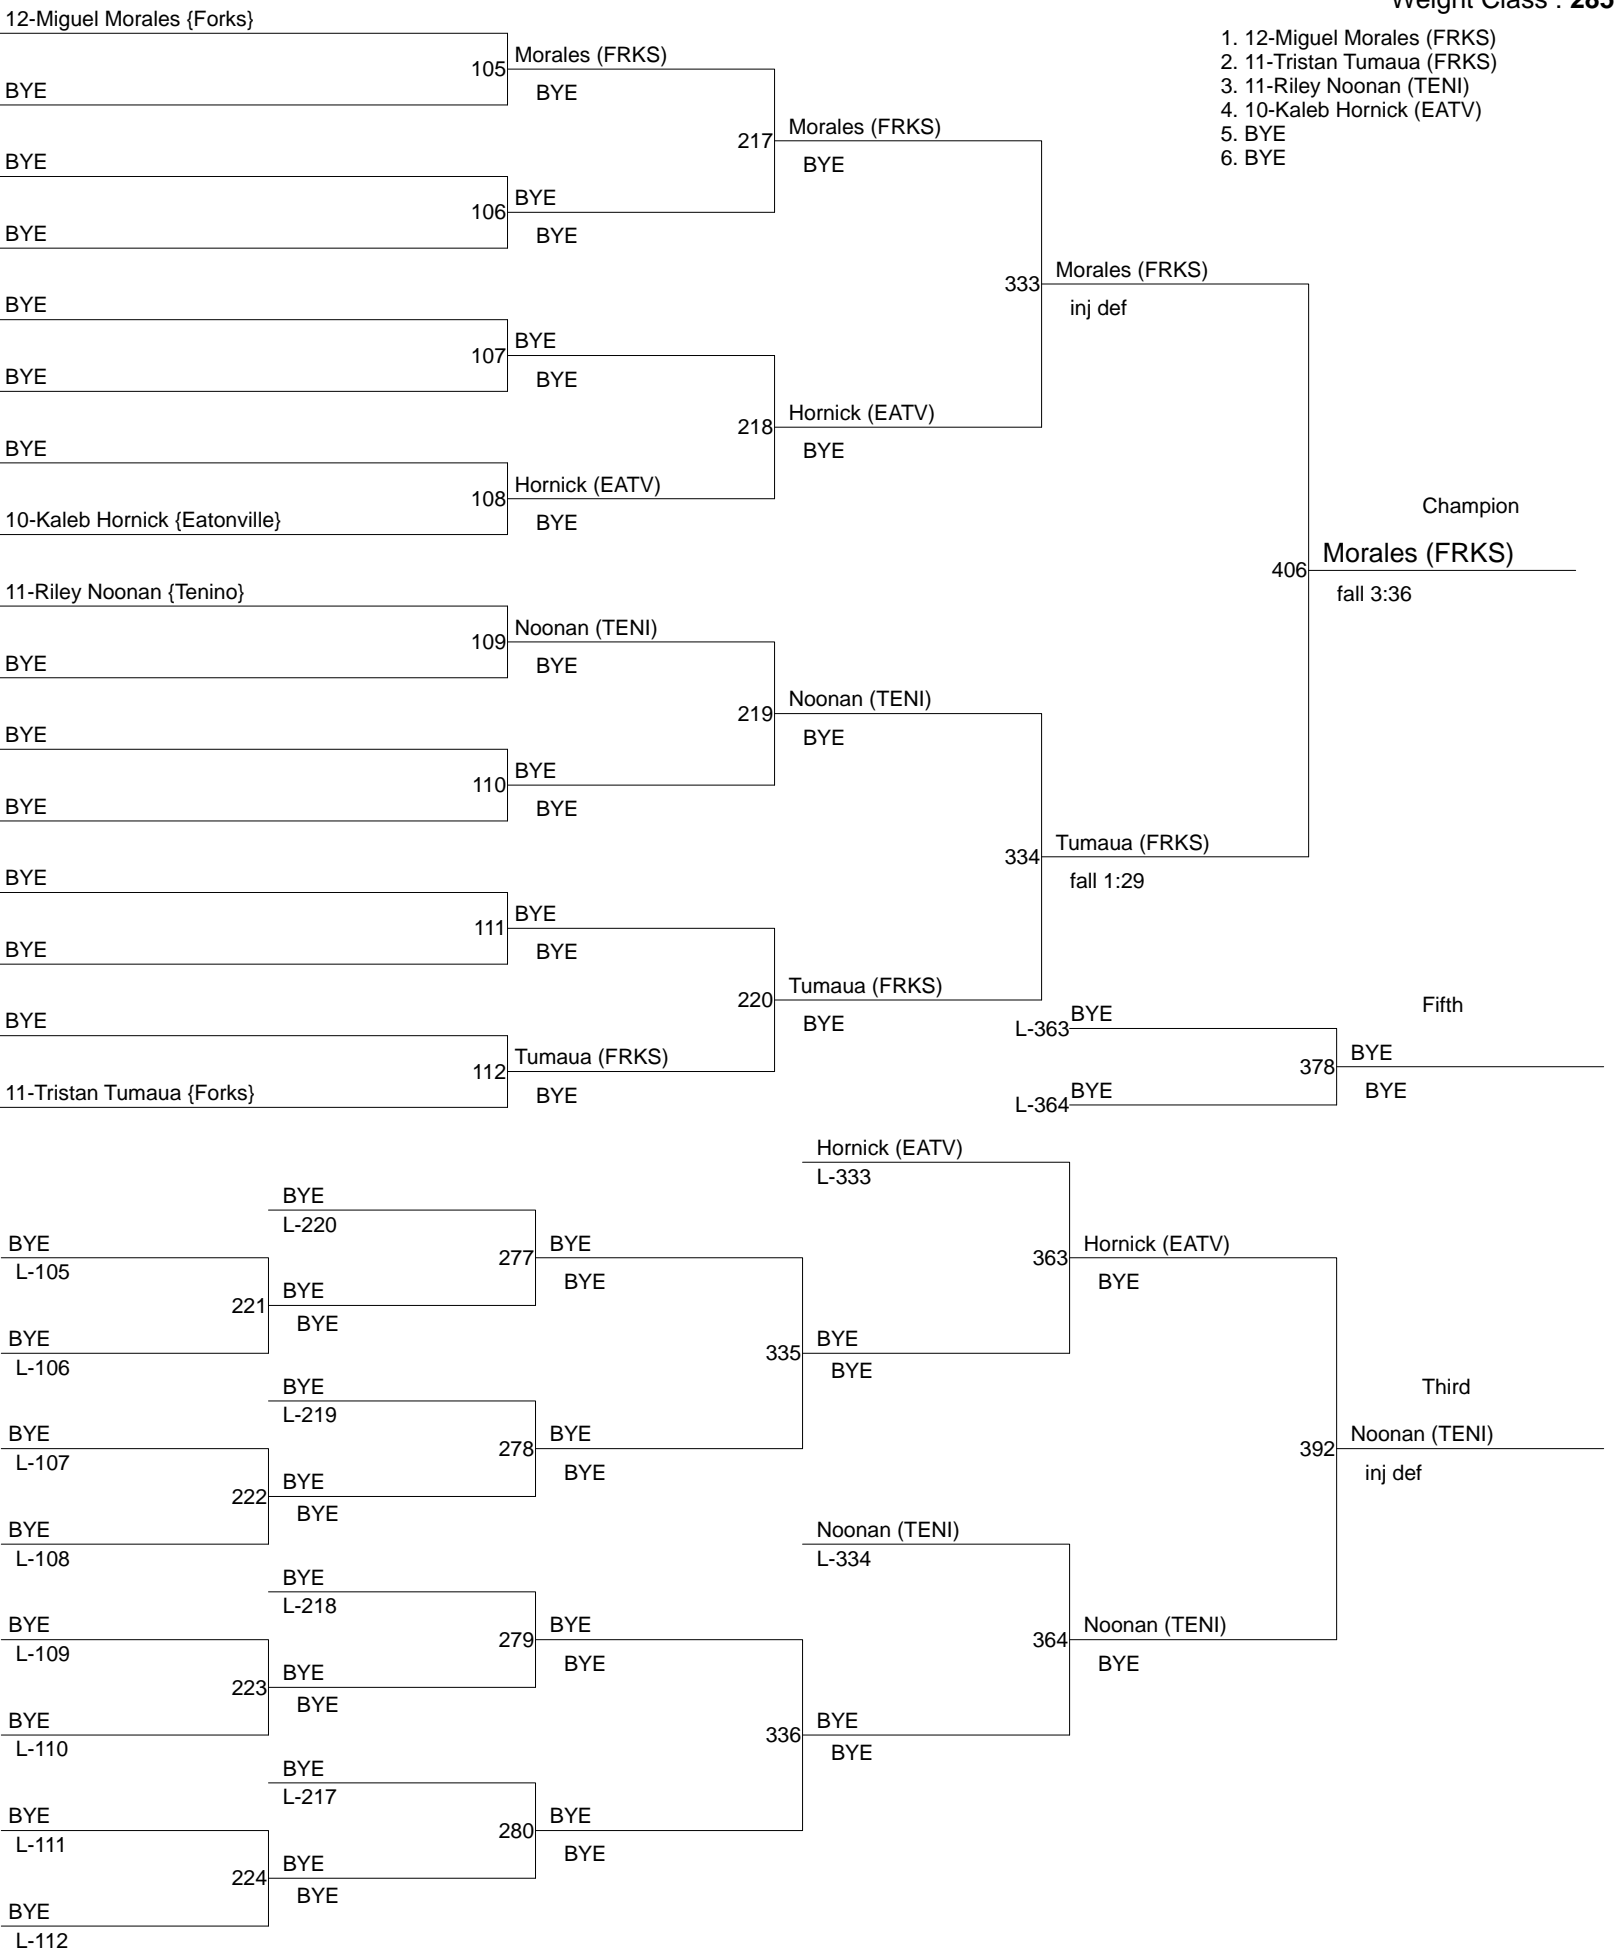 Weight Class : 285
1. 12-Miguel Morales (FRKS)
2. 11-Tristan Tumaua (FRKS)
3. 11-Riley Noonan (TENI)
4. 10-Kaleb Hornick (EATV)
5. BYE
6. BYE
12-Miguel Morales {Forks}
105
Morales (FRKS)
BYE
BYE
217
Morales (FRKS)
BYE
BYE
106
BYE
BYE
BYE
333
Morales (FRKS)
inj def
BYE
107
BYE
BYE
BYE
218
Hornick (EATV)
BYE
BYE
108
Hornick (EATV)
BYE
10-Kaleb Hornick {Eatonville}
Champion
406
Morales (FRKS)
fall 3:36
11-Riley Noonan {Tenino}
109
Noonan (TENI)
BYE
BYE
219
Noonan (TENI)
BYE
BYE
110
BYE
BYE
BYE
334
Tumaua (FRKS)
fall 1:29
BYE
111
BYE
BYE
BYE
220
Tumaua (FRKS)
BYE
BYE
112
Tumaua (FRKS)
BYE
11-Tristan Tumaua {Forks}
Fifth
L-363
BYE
378
BYE
BYE
L-364
BYE
Hornick (EATV)
L-333
BYE
L-220
BYE
L-105
277
BYE
BYE
363
Hornick (EATV)
BYE
221
BYE
BYE
BYE
L-106
335
BYE
BYE
BYE
L-219
Third
BYE
L-107
278
BYE
BYE
392
Noonan (TENI)
inj def
222
BYE
BYE
BYE
L-108
Noonan (TENI)
L-334
BYE
L-218
BYE
L-109
279
BYE
BYE
364
Noonan (TENI)
BYE
223
BYE
BYE
BYE
L-110
336
BYE
BYE
BYE
L-217
BYE
L-111
280
BYE
BYE
224
BYE
BYE
BYE
L-112